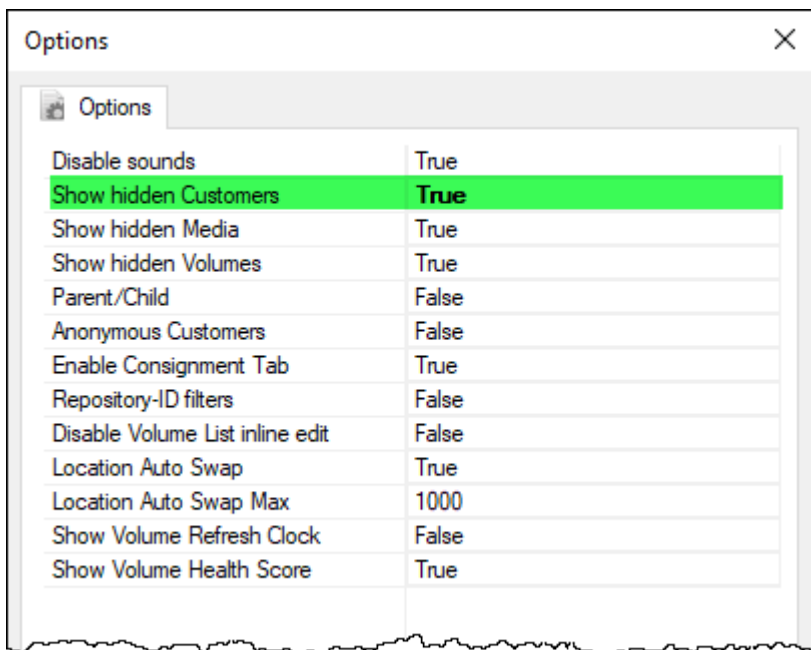 Options
Options
Disable sounds True
Show hidden Customers True
Show hidden Media True
Show hidden Volumes True
Parent/Child False
Anonymous Customers False
Enable Consignment Tab True
Repository-ID filters False
Disable Volume List inline edit False
Location Auto Swap True
Location Auto Swap Max 1000
Show Volume Refresh Clock False
Show Volume Health Score True